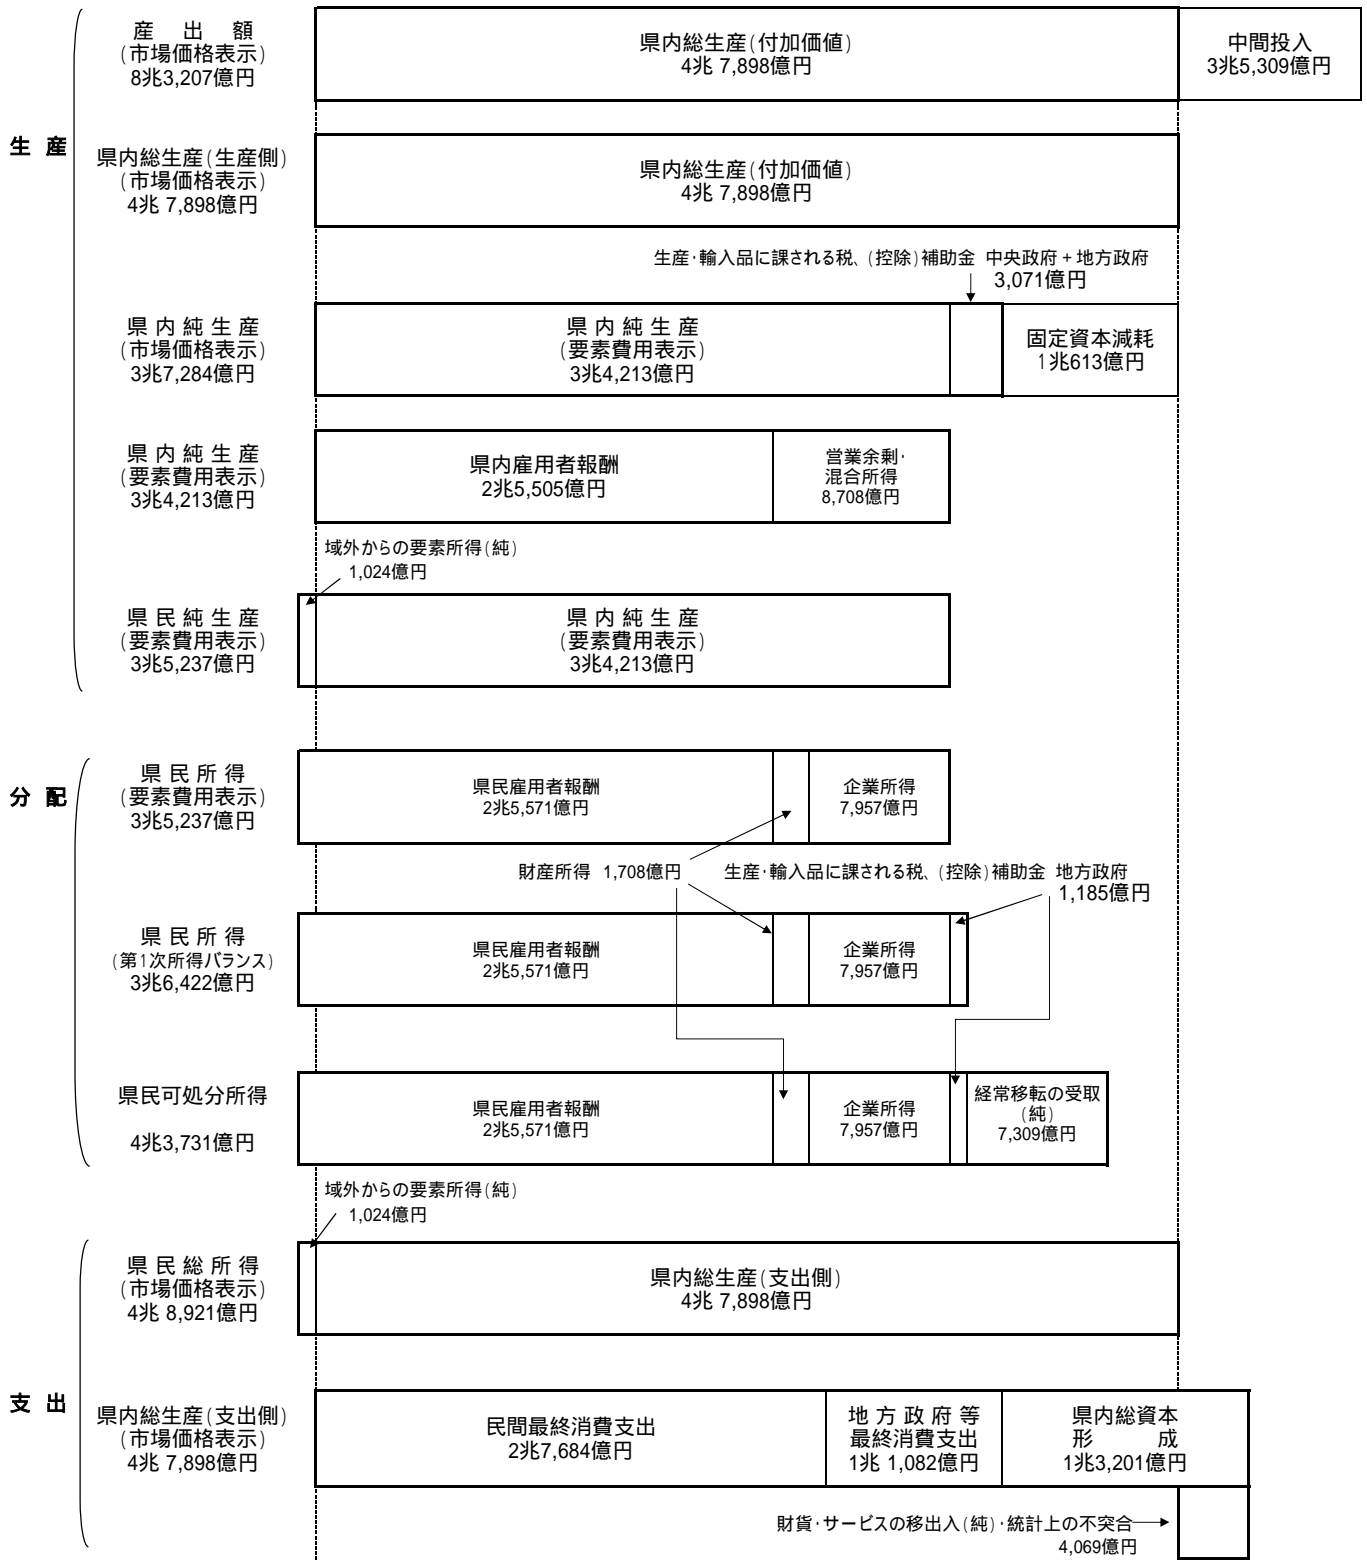 産出額
(市場価格表示)
8兆3,207億円
県内総生産(付加価値)
4兆 7,898億円
中間投入
3兆5,309億円
生産
県内総生産(生産側)
(市場価格表示)
4兆 7,898億円
県内総生産(付加価値)
4兆 7,898億円
生産・輸入品に課される税、(控除)補助金 中央政府+地方政府
3,071億円
県内純生産
(市場価格表示)
3兆7,284億円
県内純生産
(要素費用表示)
3兆4,213億円
固定資本減耗
1兆613億円
県内純生産
(要素費用表示)
3兆4,213億円
県内雇用者報酬
2兆5,505億円
営業余剰・
混合所得
8,708億円
域外からの要素所得(純)
1,024億円
県民純生産
(要素費用表示)
3兆5,237億円
県内純生産
(要素費用表示)
3兆4,213億円
分配
県民所得
(要素費用表示)
3兆5,237億円
県民雇用者報酬
2兆5,571億円
企業所得
7,957億円
財産所得 1,708億円
生産・輸入品に課される税、(控除)補助金 地方政府
1,185億円
県民所得
(第1次所得バランス)
3兆6,422億円
県民雇用者報酬
2兆5,571億円
企業所得
7,957億円
県民可処分所得
4兆3,731億円
県民雇用者報酬
2兆5,571億円
企業所得
7,957億円
経常移転の受取
(純)
7,309億円
域外からの要素所得(純)
1,024億円
県民総所得
(市場価格表示)
4兆 8,921億円
県内総生産(支出側)
4兆 7,898億円
支出
県内総生産(支出側)
(市場価格表示)
4兆 7,898億円
民間最終消費支出
2兆7,684億円
地方政府等
最終消費支出
1兆 1,082億円
県内総資本
形成
1兆3,201億円
財貨・サービスの移出入(純)・統計上の不突合
4,069億円